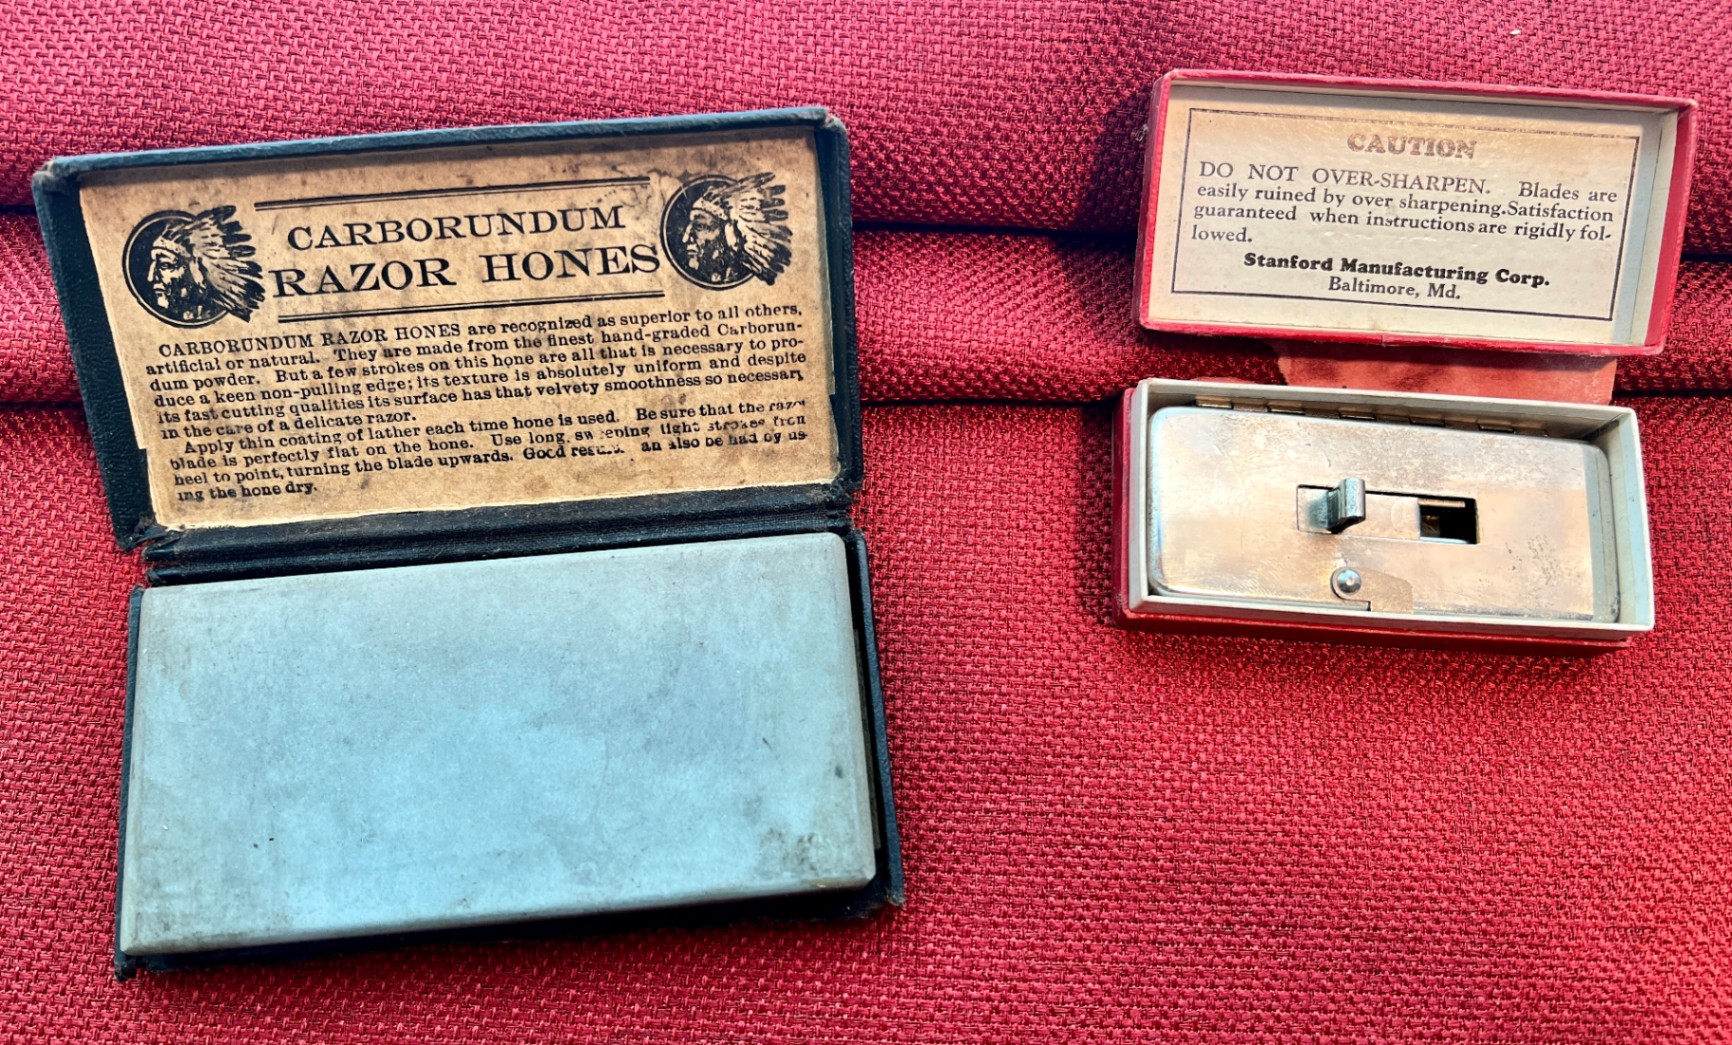 CARBORUNDUM
RAZOR HONES
CARBORUNDUM RAZOR HONES are recognized as superior to all others,
artificial or natural. They are made from the finest hand-graded Carborun-
dum powder. But a few strokes on this hone are all that is necessary to pro-
duce a keen non-pulling edge; its texture is absolutely uniform and despite
its fast cutting qualities its surface has that velvety smoothness so necessary
in the care of a delicate razor.
Apply thin coating of lather each time hone is used. Be sure that the razor
blade is perfectly flat on the hone. Use long, light strokes from
heel to point, turning the blade upwards. Good also be had by us-
ing the hone dry.
CAUTION
DO NOT OVER-SHARPEN. Blades are
easily ruined by over sharpening.Satisfaction
guaranteed when instructions are rigidly fol-
lowed.
Stanford Manufacturing Corp.
Baltimore, Md.